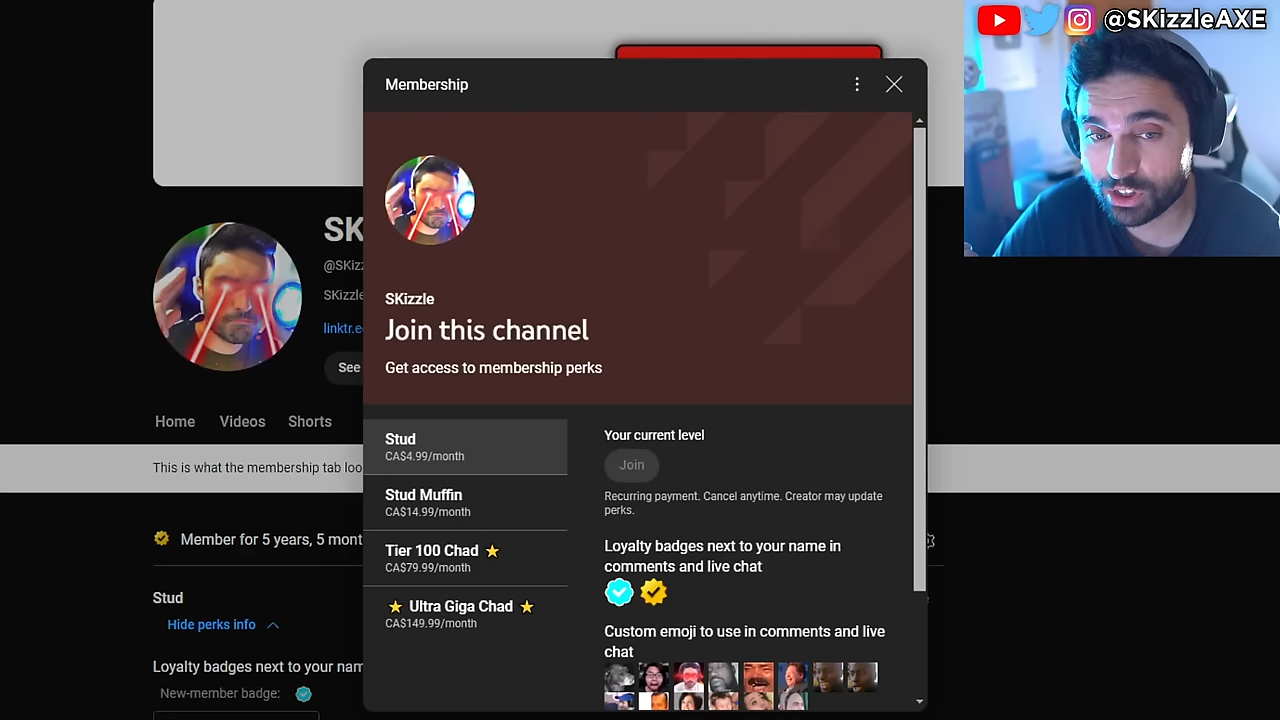 @SKizzleAXE
Membership
SK
@SKizz
SKizzle
linktr.e
See
Home Videos Shorts
This is what the membership tab loo
Member for 5 years, 5 mont
Stud
Hide perks info
Loyalty badges next to your nam
New-member badge:
SKizzle
Join this channel
Get access to membership perks
Stud
CA$4.99/month
Stud Muffin
CA$14.99/month
Tier 100 Chad
CA$79.99/month
Ultra Giga Chad
CA$149.99/month
Your current level
Join
Recurring payment. Cancel anytime. Creator may update
perks.
Loyalty badges next to your name in
comments and live chat
Custom emoji to use in comments and live
chat